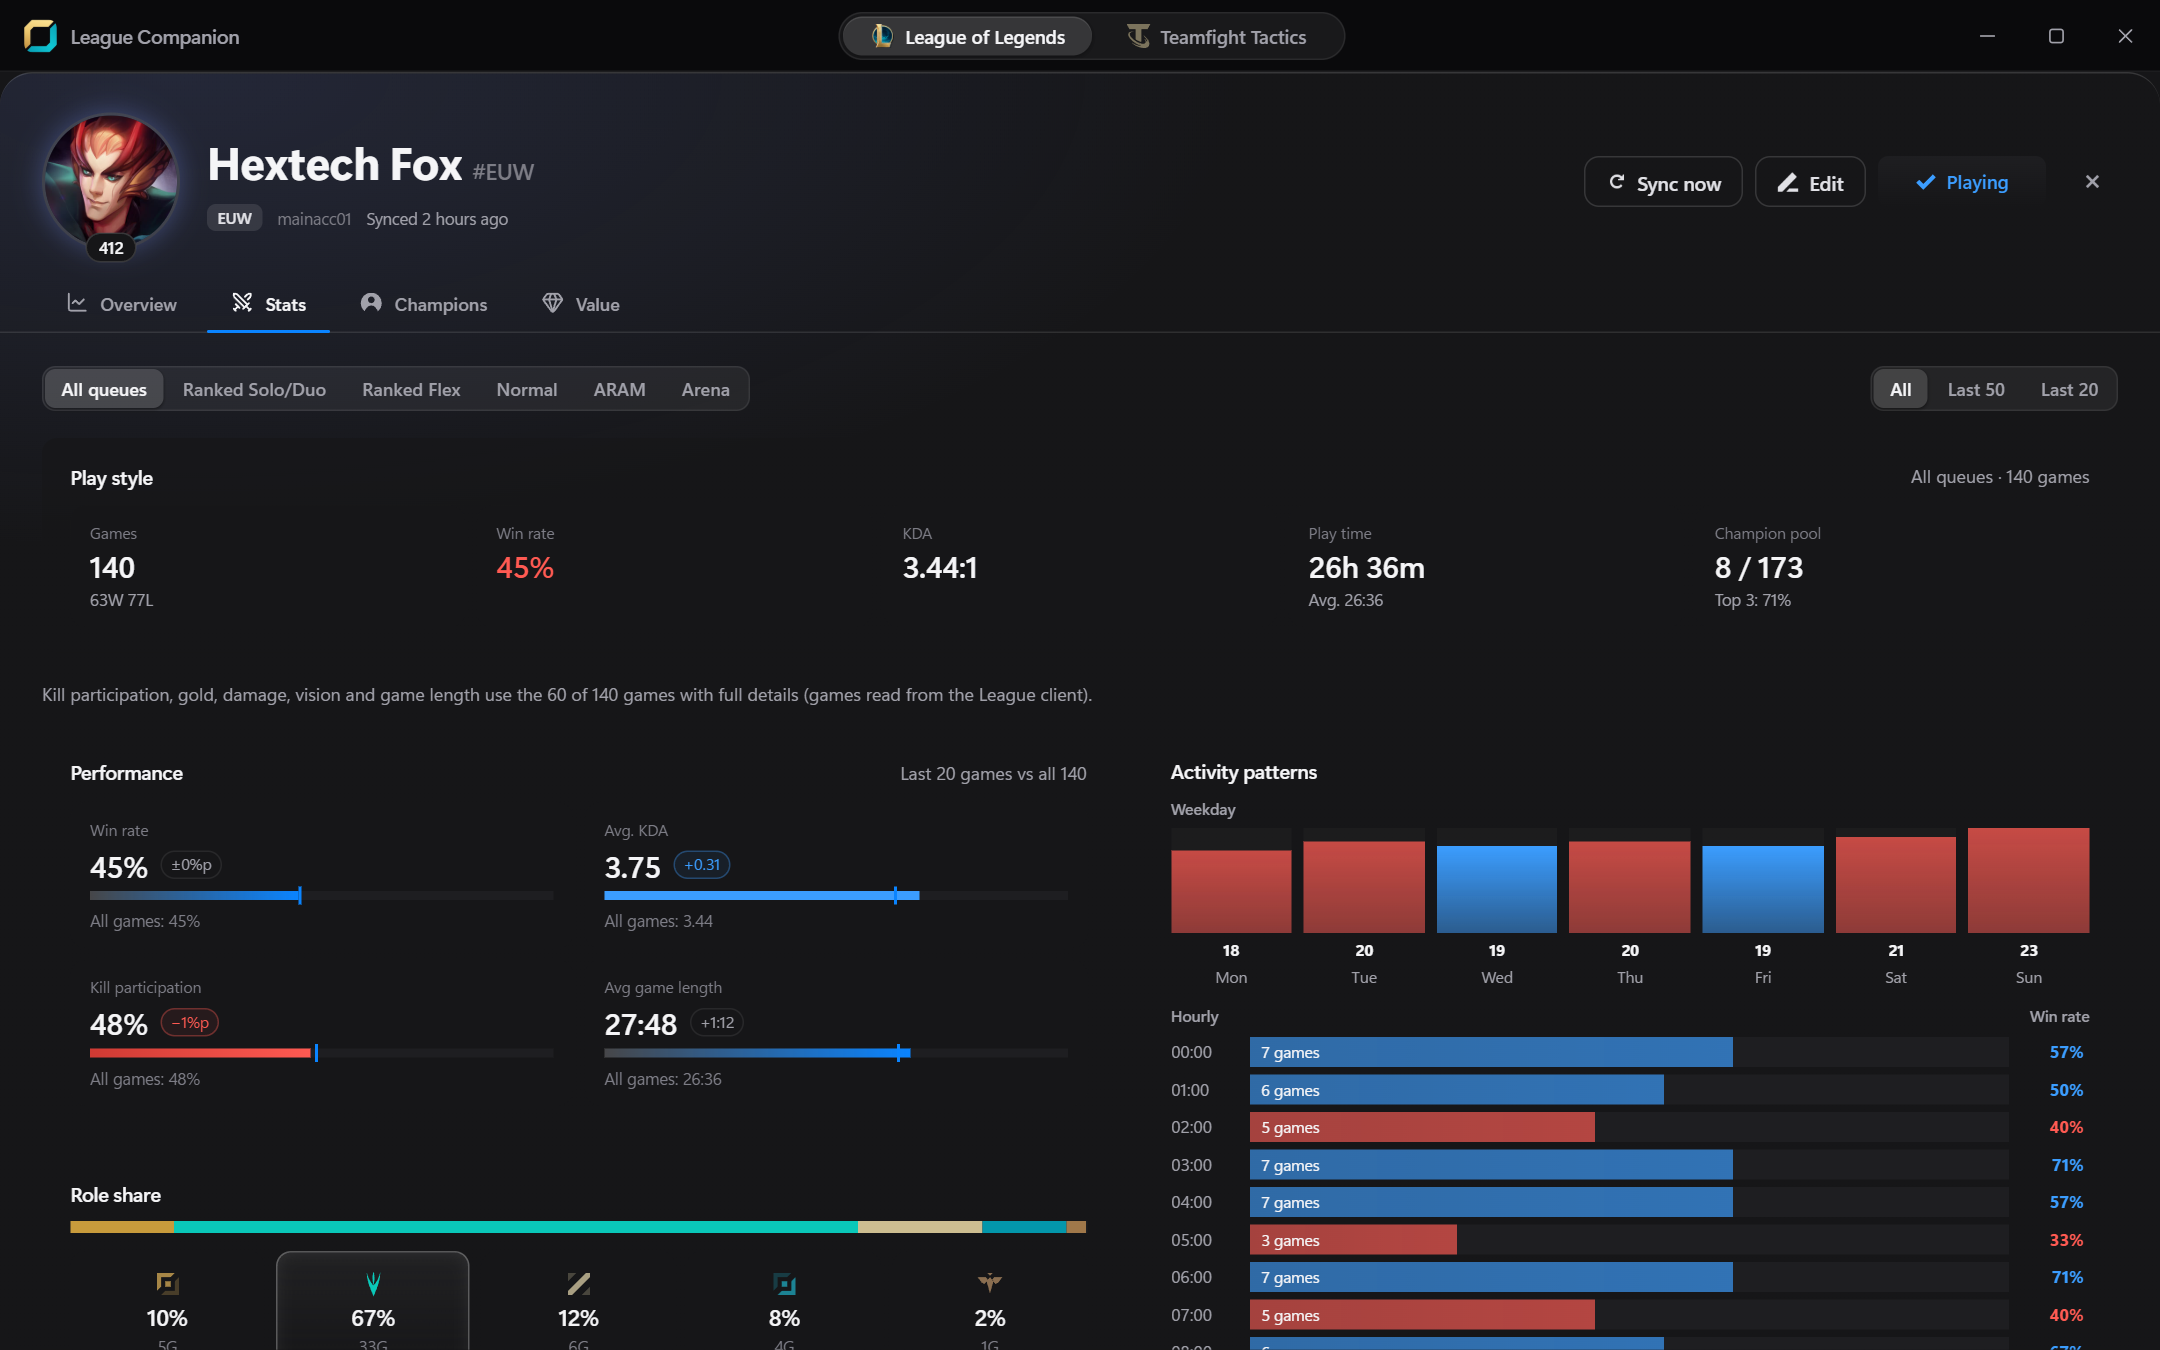 League Companion
League of Legends
Teamfight Tactics
Hextech Fox #EUW
EUW mainacc01 Synced 2 hours ago
412
Sync now
Edit
Playing
Overview
Stats
Champions
Value
All queues
Ranked Solo/Duo
Ranked Flex
Normal
ARAM
Arena
All
Last 50
Last 20
Play style
All queues · 140 games
Games
140
63W 77L
Win rate
45%
KDA
3.44:1
Play time
26h 36m
Avg. 26:36
Champion pool
8 / 173
Top 3: 71%
Kill participation, gold, damage, vision and game length use the 60 of 140 games with full details (games read from the League client).
Performance
Last 20 games vs all 140
Win rate
45% ±0%p
All games: 45%
Avg. KDA
3.75 +0.31
All games: 3.44
Kill participation
48% −1%p
All games: 48%
Avg game length
27:48 +1:12
All games: 26:36
Role share
10%
5G
67%
33G
12%
6G
8%
4G
2%
1G
Activity patterns
Weekday
18 20 19 20 19 21 23
Mon Tue Wed Thu Fri Sat Sun
Hourly Win rate
00:00 7 games 57%
01:00 6 games 50%
02:00 5 games 40%
03:00 7 games 71%
04:00 7 games 57%
05:00 3 games 33%
06:00 7 games 71%
07:00 5 games 40%